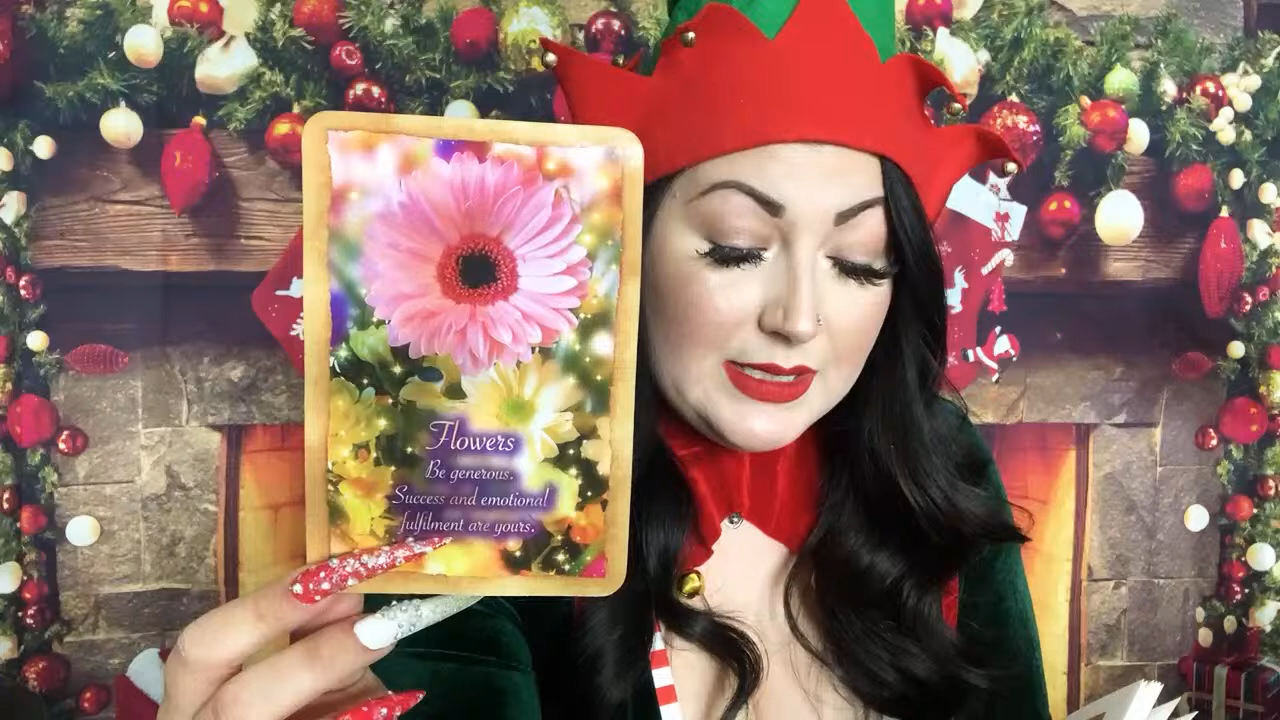 Flowers
Be generous.
Success and emotional
fulfilment are yours.